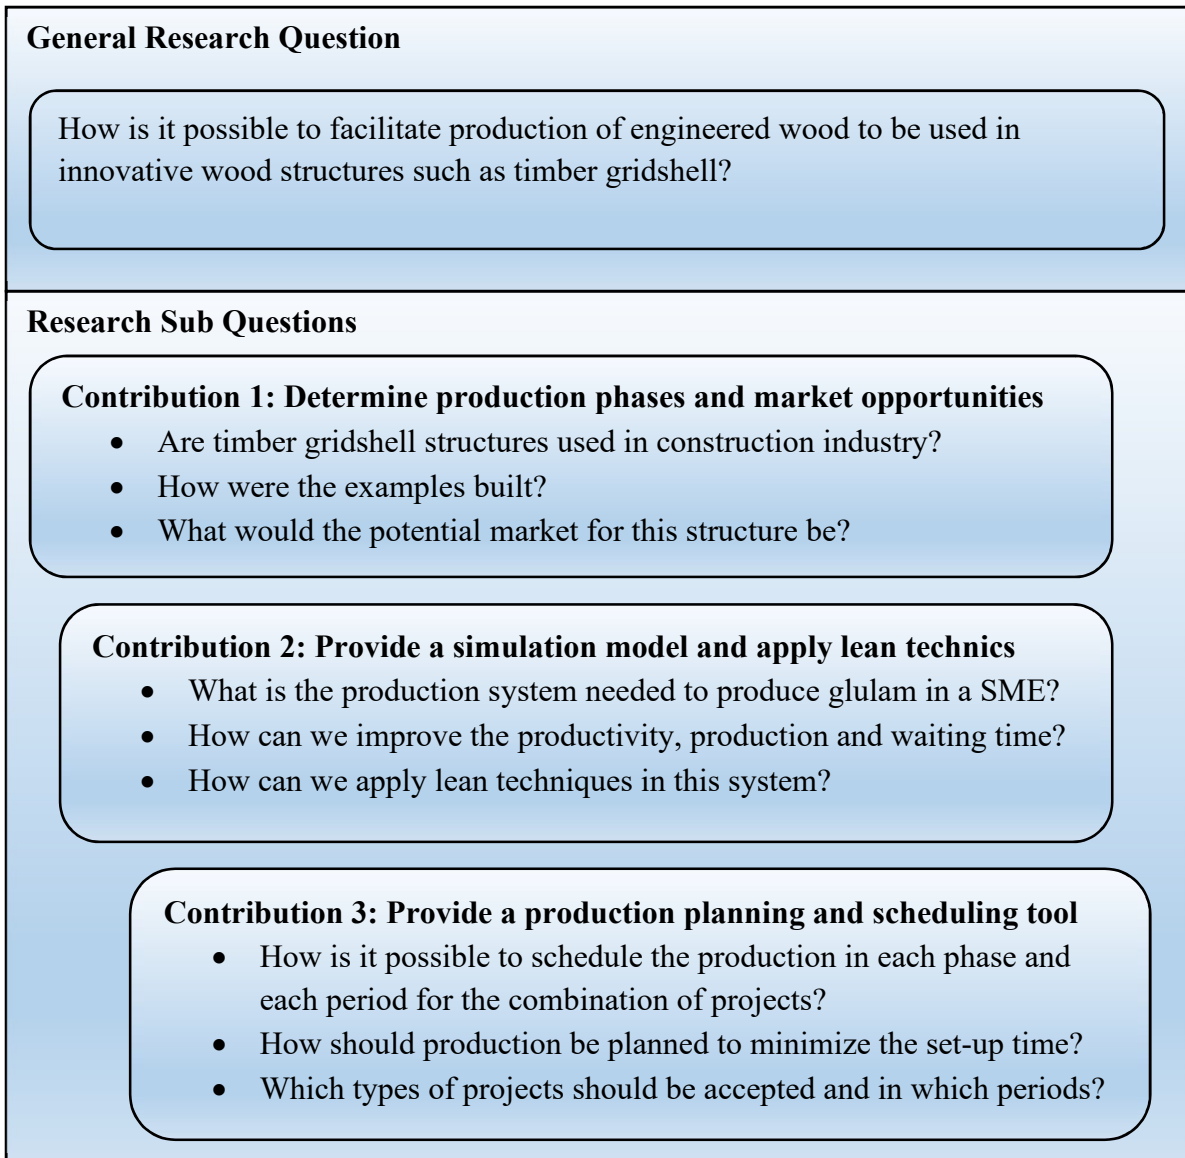 General Research Question
How is it possible to facilitate production of engineered wood to be used in
innovative wood structures such as timber gridshell?
Research Sub Questions
Contribution 1: Determine production phases and market opportunities
• Are timber gridshell structures used in construction industry?
• How were the examples built?
• What would the potential market for this structure be?
Contribution 2: Provide a simulation model and apply lean technics
• What is the production system needed to produce glulam in a SME?
• How can we improve the productivity, production and waiting time?
• How can we apply lean techniques in this system?
Contribution 3: Provide a production planning and scheduling tool
• How is it possible to schedule the production in each phase and
each period for the combination of projects?
• How should production be planned to minimize the set-up time?
• Which types of projects should be accepted and in which periods?